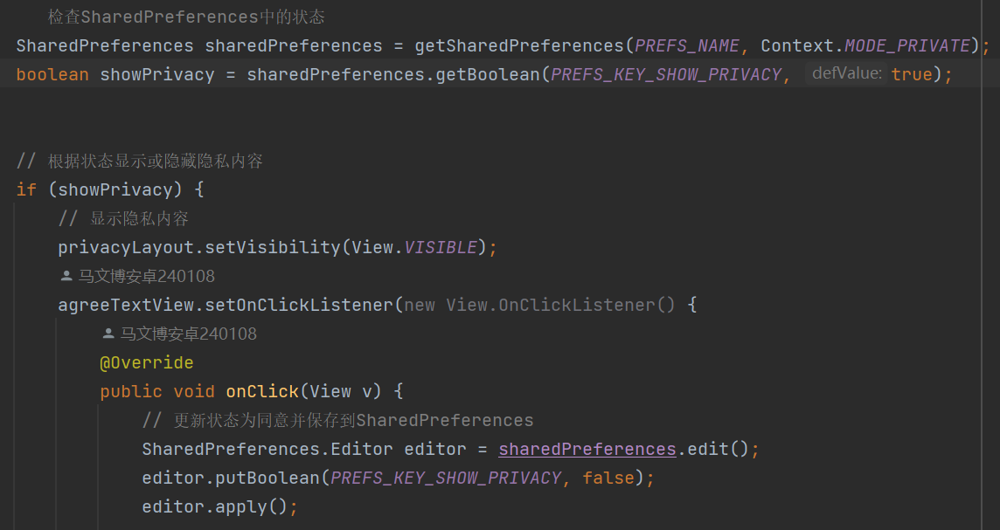 检查SharedPreferences中的状态
SharedPreferences sharedPreferences = getSharedPreferences(PREFS_NAME, Context.MODE_PRIVATE);
boolean showPrivacy = sharedPreferences.getBoolean(PREFS_KEY_SHOW_PRIVACY, defValue: true);
// 根据状态显示或隐藏隐私内容
if (showPrivacy) {
// 显示隐私内容
privacyLayout.setVisibility(View.VISIBLE);
马文博安卓240108
agreeTextView.setOnClickListener(new View.OnClickListener() {
马文博安卓240108
@Override
public void onClick(View v) {
// 更新状态为同意并保存到SharedPreferences
SharedPreferences.Editor editor = sharedPreferences.edit();
editor.putBoolean(PREFS_KEY_SHOW_PRIVACY, false);
editor.apply();